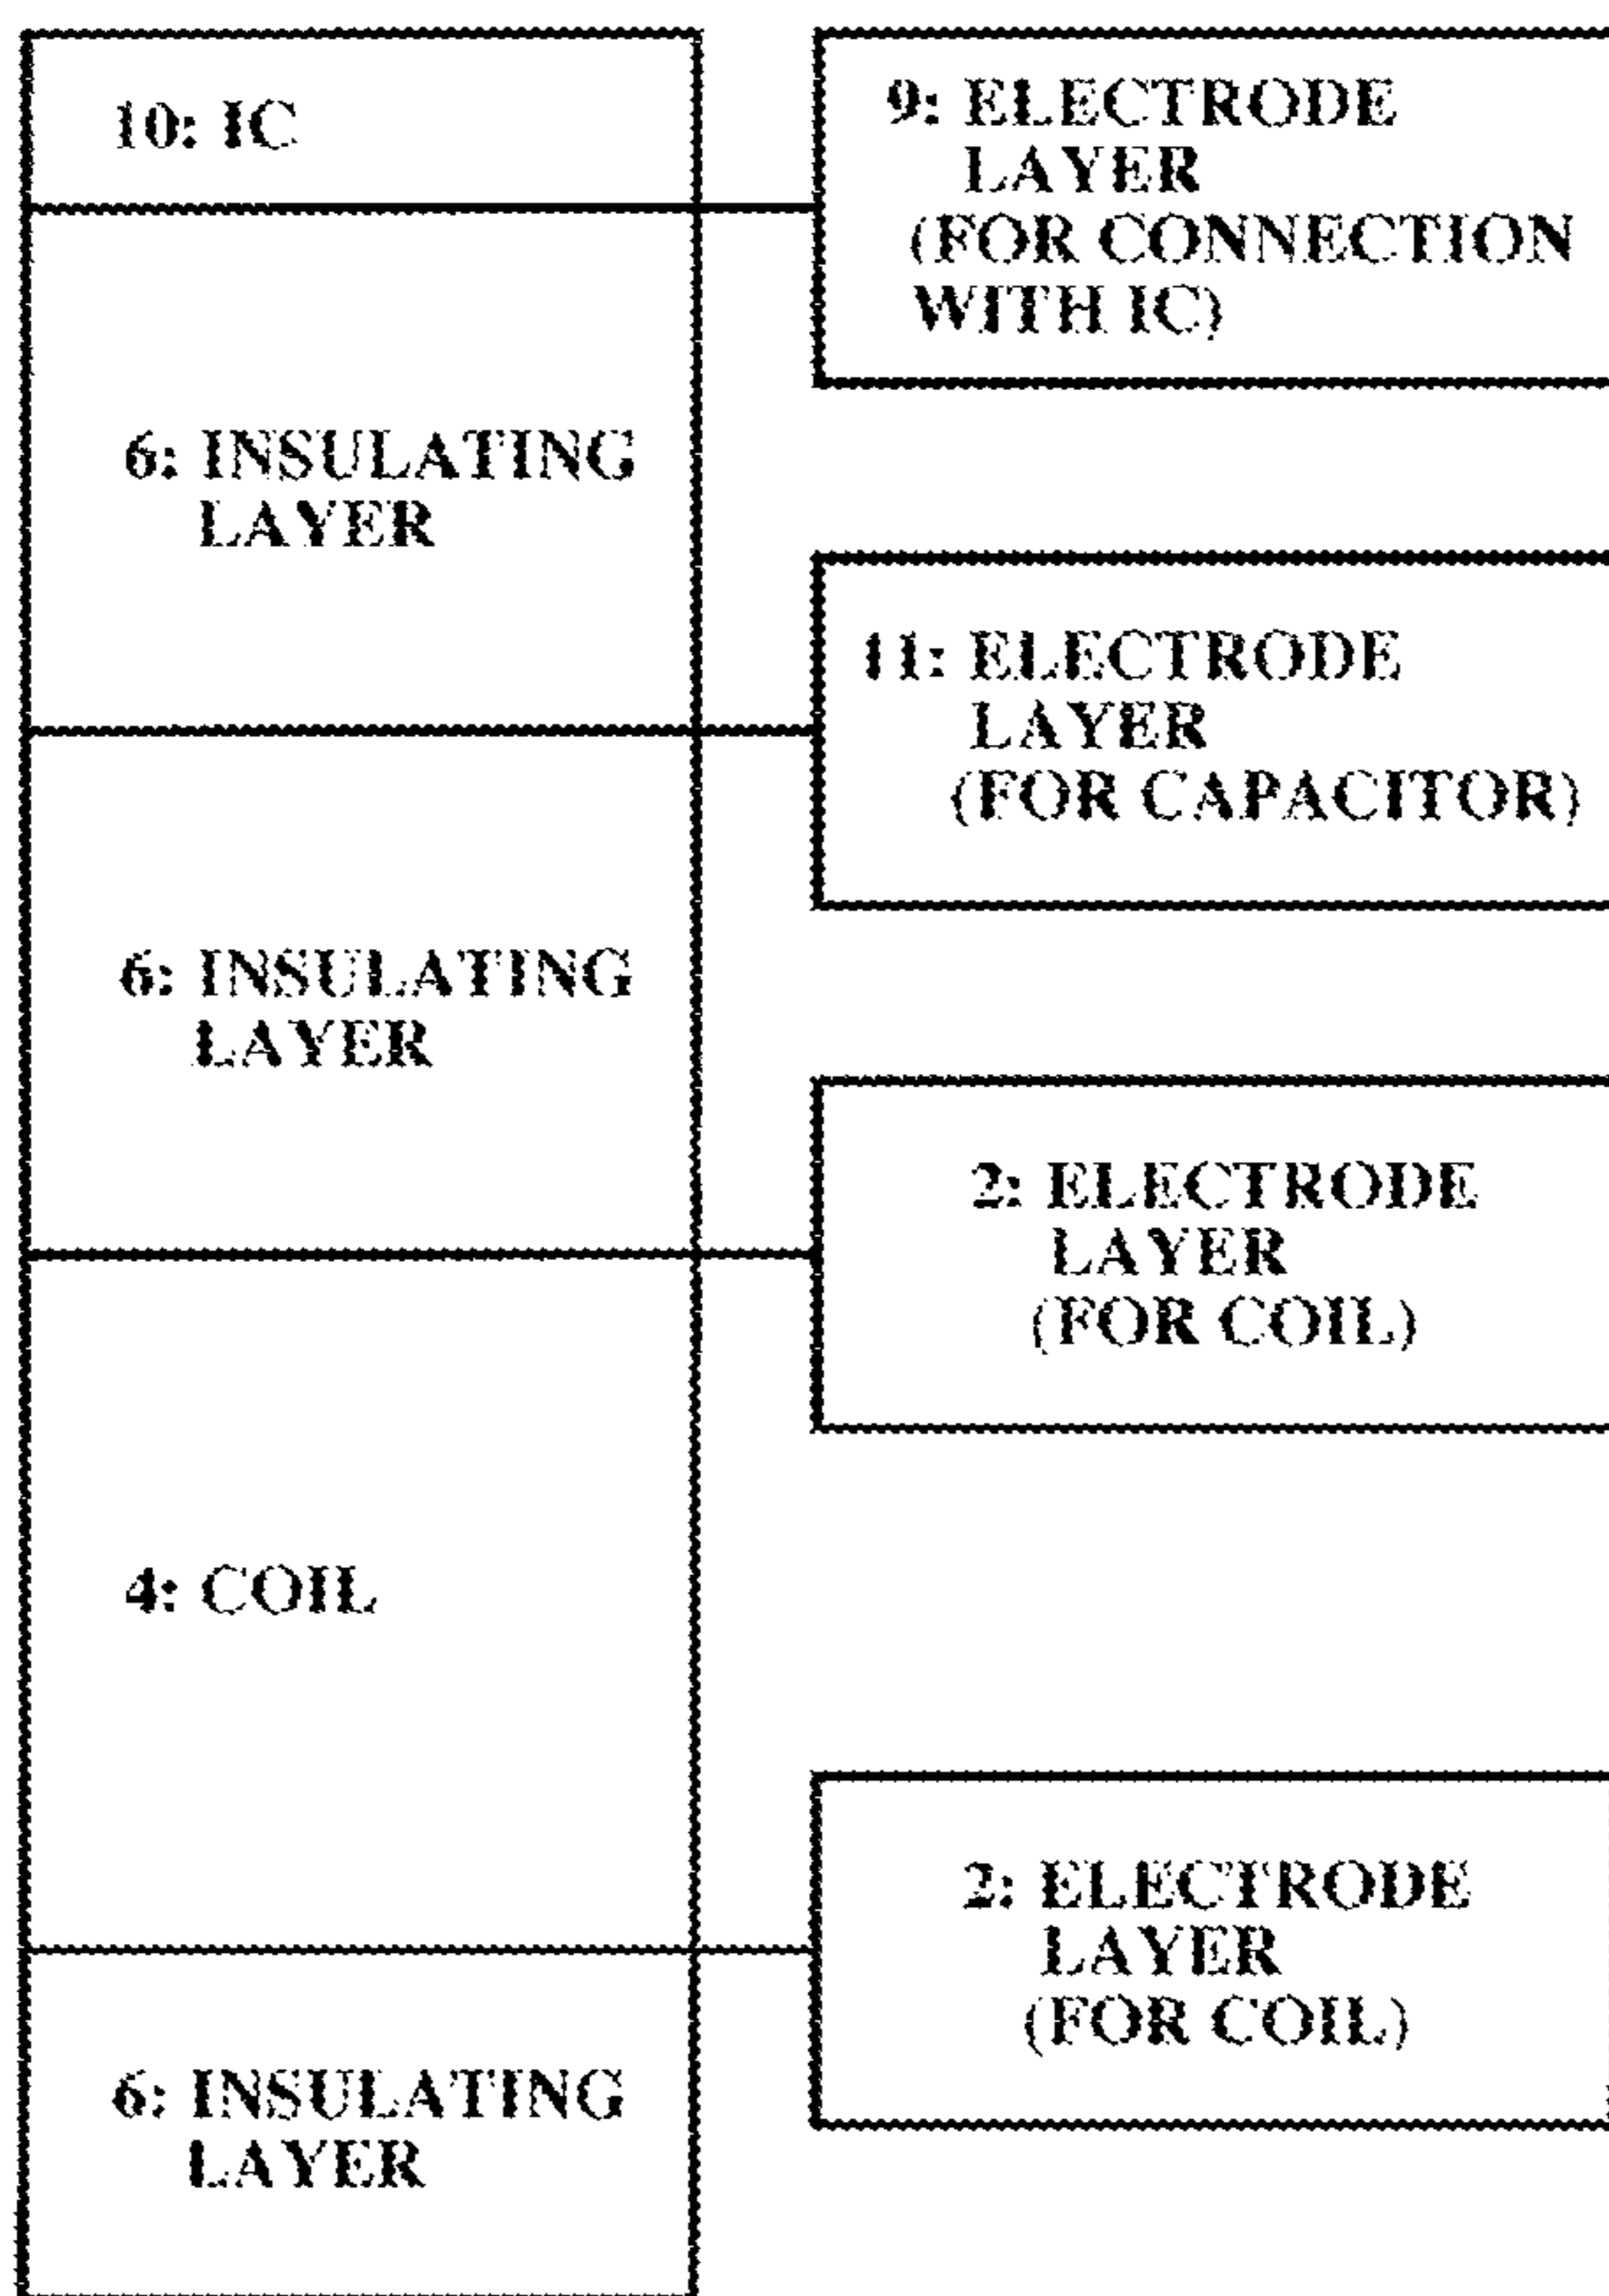 10: IC
9: ELECTRODE
LAYER
(FOR CONNECTION
WITH IC)
6: INSULATING
LAYER
11: ELECTRODE
LAYER
(FOR CAPACITOR)
6: INSULATING
LAYER
2: ELECTRODE
LAYER
(FOR COIL)
4: COIL
2: ELECTRODE
LAYER
(FOR COIL)
6: INSULATING
LAYER